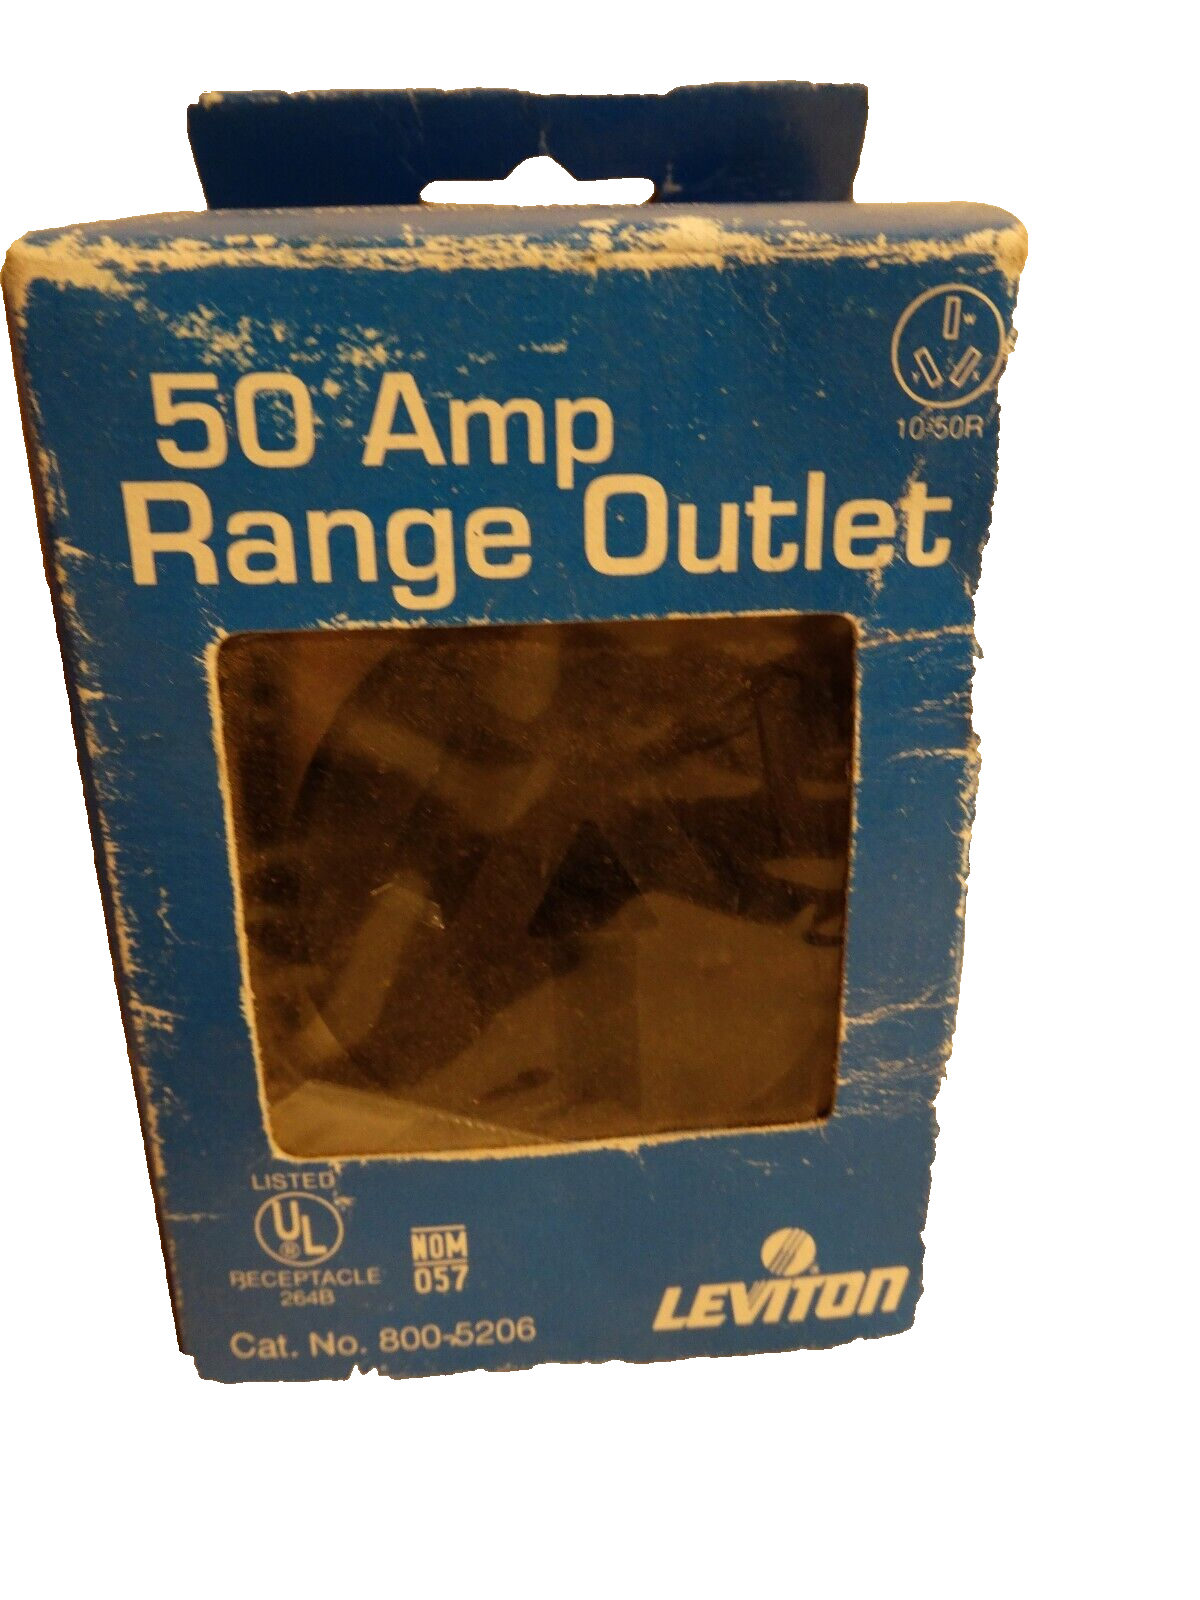 W
Y X
10-50R
50 Amp
Range Outlet
LISTED
UL
®
RECEPTACLE
264B
NOM
057
LEVITON
®
Cat. No. 800-5206